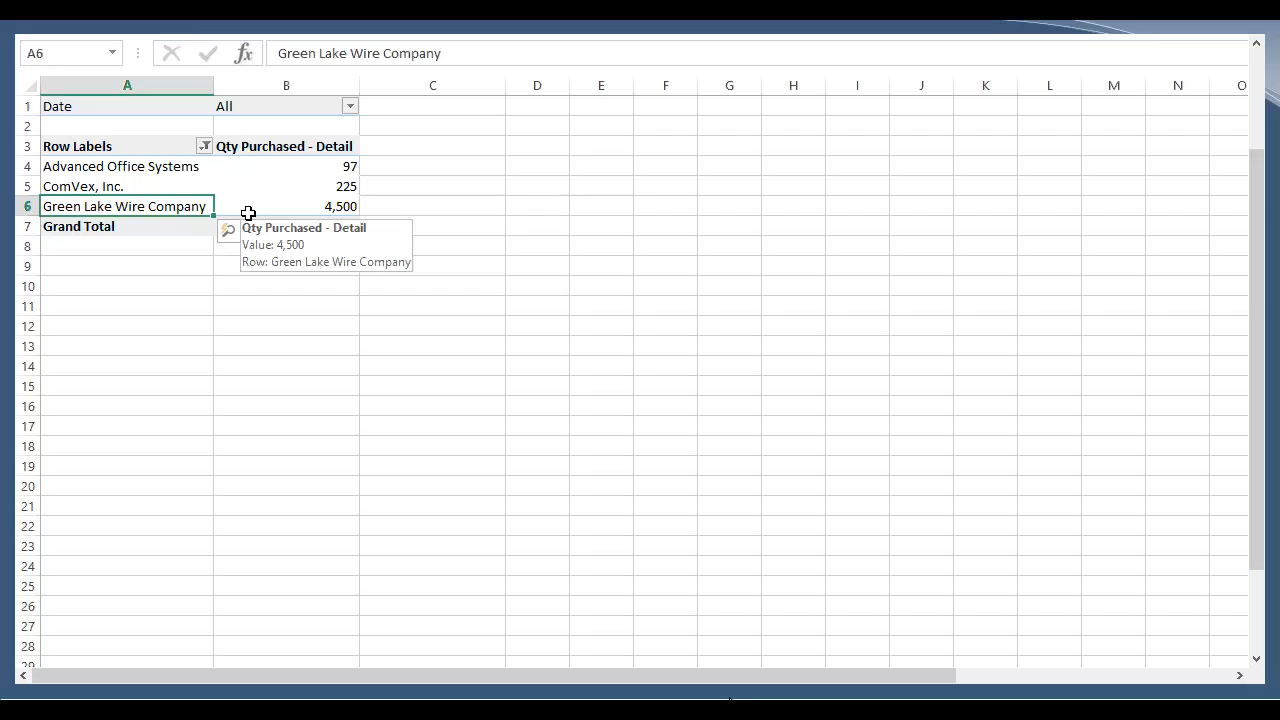 A6 fx Green Lake Wire Company
A B C D E F G H I J K L M N O
1 Date All
2
3 Row Labels Qty Purchased - Detail
4 Advanced Office Systems 97
5 ComVex, Inc. 225
6 Green Lake Wire Company 4,500
7 Grand Total
Qty Purchased - Detail
Value: 4,500
Row: Green Lake Wire Company
8
9
10
11
12
13
14
15
16
17
18
19
20
21
22
23
24
25
26
27
28
29